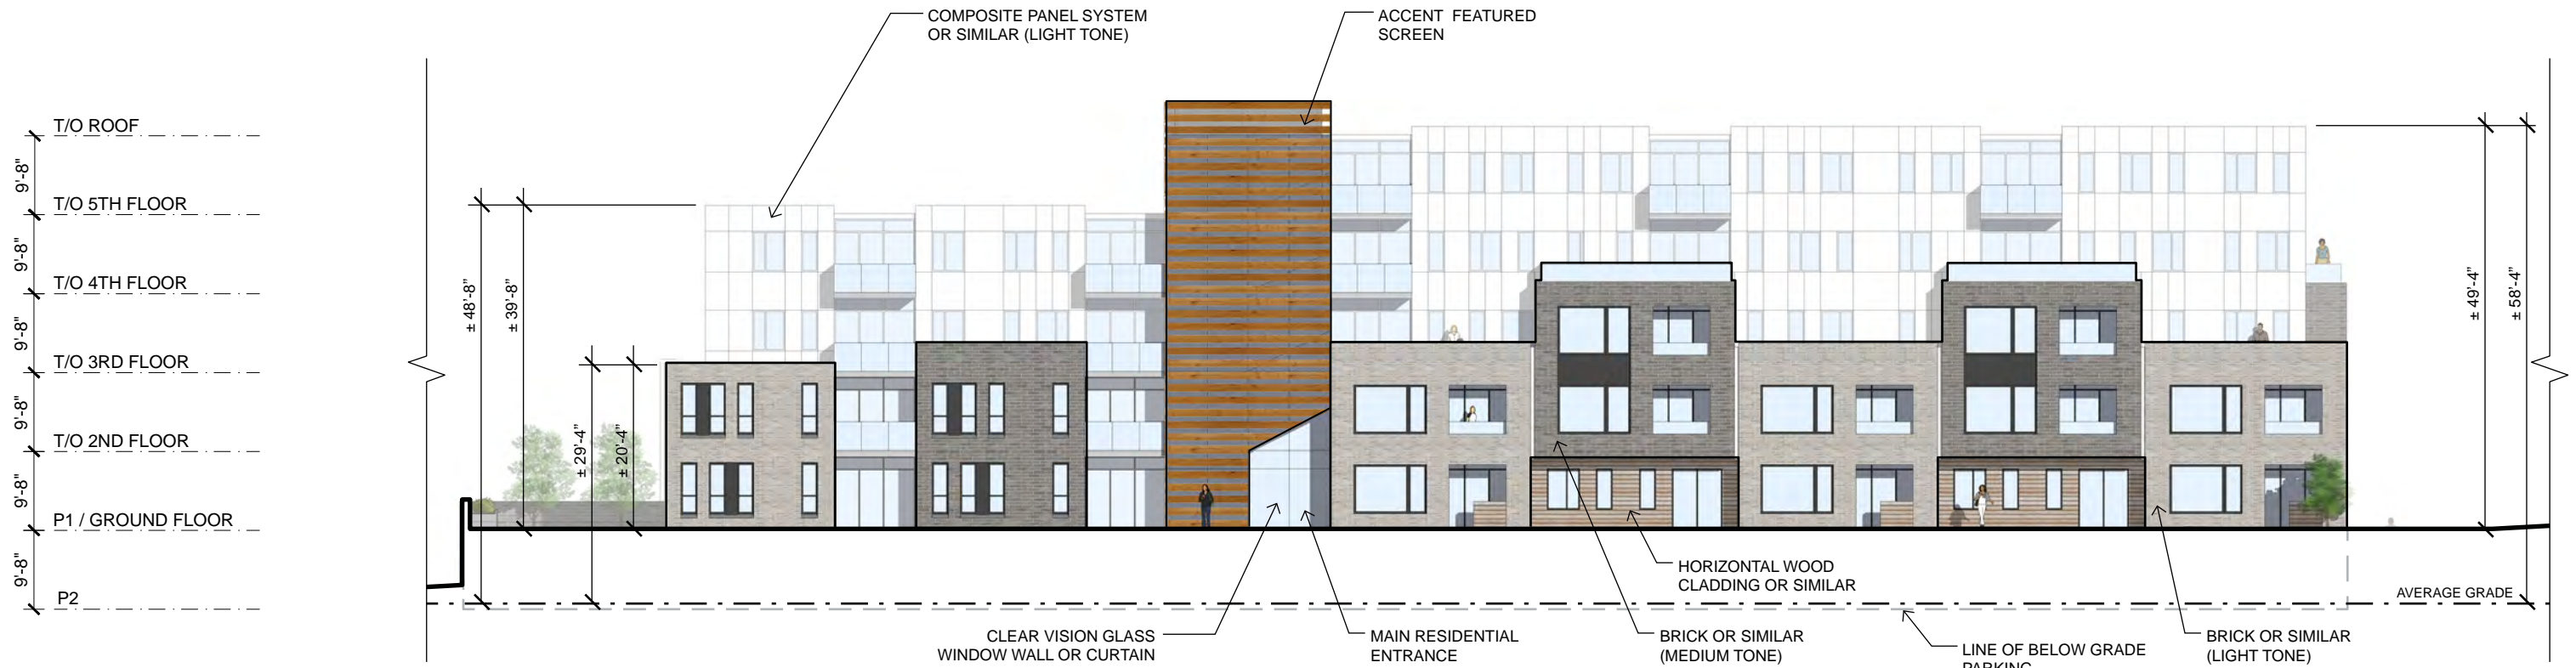 COMPOSITE PANEL SYSTEM
OR SIMILAR (LIGHT TONE)
ACCENT FEATURED
SCREEN
T/O ROOF
9'-8"
T/O 5TH FLOOR
9'-8"
T/O 4TH FLOOR
9'-8"
T/O 3RD FLOOR
9'-8"
T/O 2ND FLOOR
9'-8"
P1 / GROUND FLOOR
9'-8"
P2
± 48'-8"
± 39'-8"
± 29'-4"
± 20'-4"
± 49'-4"
± 58'-4"
HORIZONTAL WOOD
CLADDING OR SIMILAR
AVERAGE GRADE
CLEAR VISION GLASS
WINDOW WALL OR CURTAIN
MAIN RESIDENTIAL
ENTRANCE
BRICK OR SIMILAR
(MEDIUM TONE)
LINE OF BELOW GRADE
PARKING
BRICK OR SIMILAR
(LIGHT TONE)